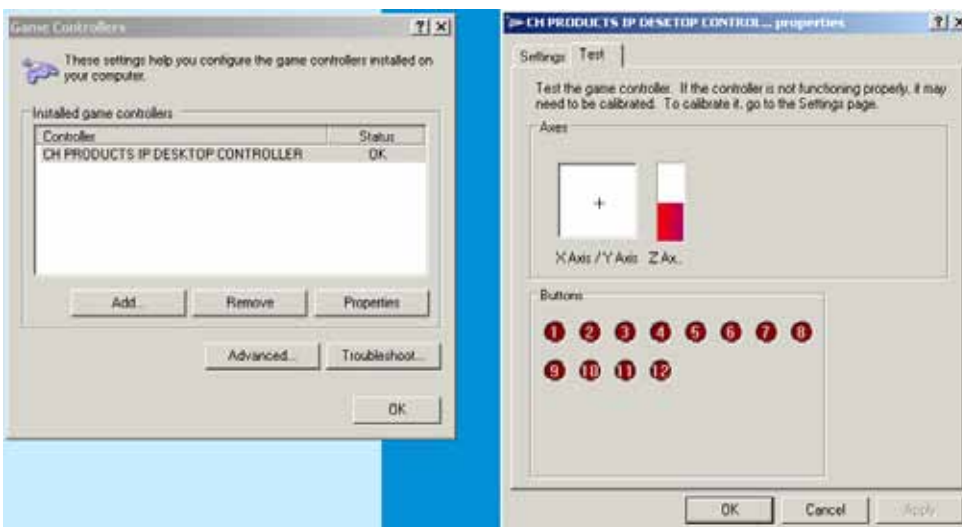 Game Controllers
These settings help you configure the game controllers installed on
your computer.
Installed game controllers
Controller Status
CH PRODUCTS IP DESKTOP CONTROLLER OK
Add... Remove Properties
Advanced... Troubleshoot...
OK
CH PRODUCTS IP DESKTOP CONTROL... properties
Settings Test
Test the game controller. If the controller is not functioning properly, it may
need to be calibrated. To calibrate it, go to the Settings page.
Axes
X Axis / Y Axis Z Ax..
Buttons
1 2 3 4 5 6 7 8
9 10 11 12
OK Cancel Apply